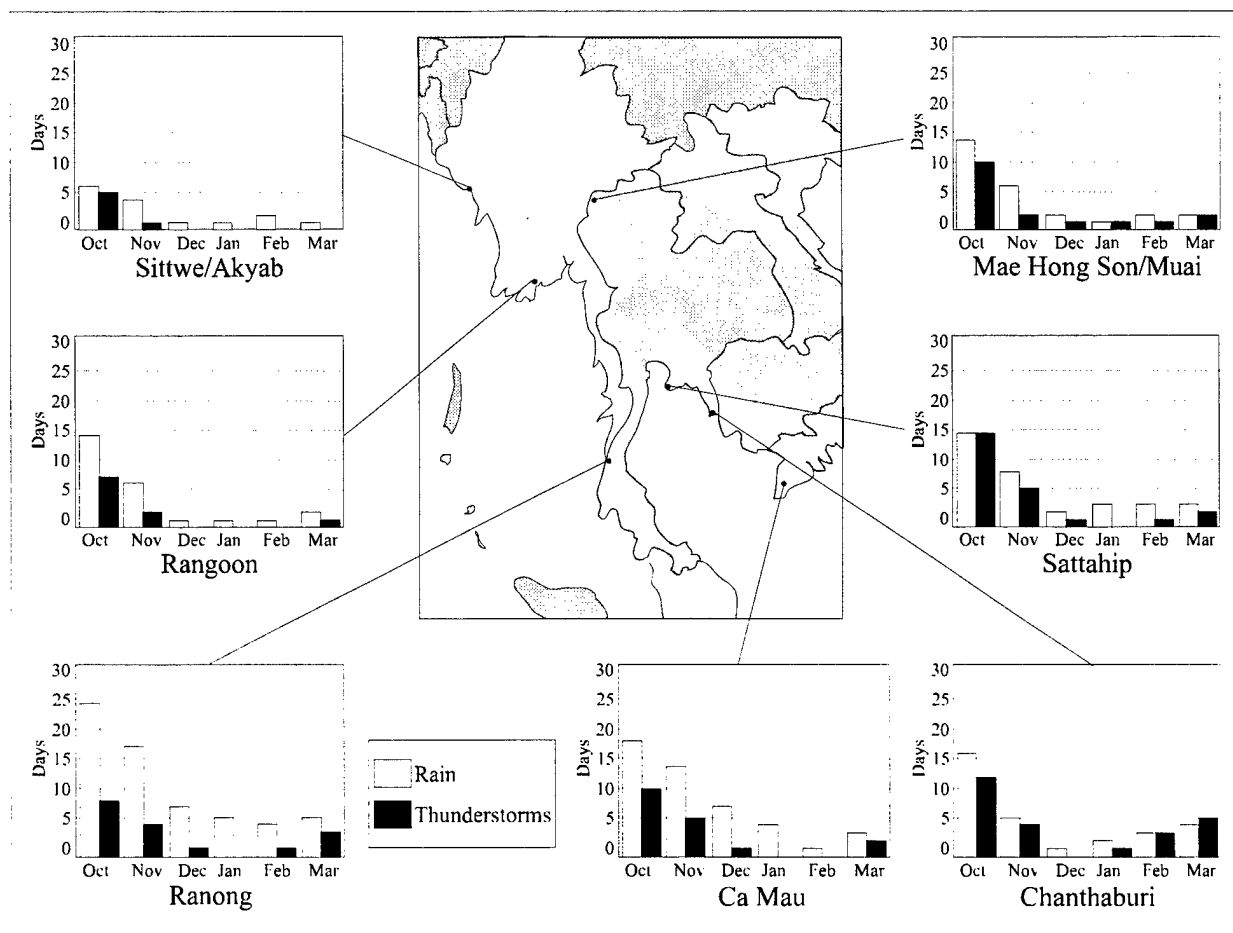 30
25
20
15
10
5
0
Days
Oct Nov Dec Jan Feb Mar
Sittwe/Akyab
30
25
20
15
10
5
0
Days
Oct Nov Dec Jan Feb Mar
Mae Hong Son/Muai
30
25
20
15
10
5
0
Days
Oct Nov Dec Jan Feb Mar
Rangoon
30
25
20
15
10
5
0
Days
Oct Nov Dec Jan Feb Mar
Sattahip
30
25
20
15
10
5
0
Days
Oct Nov Dec Jan Feb Mar
Ranong
Rain
Thunderstorms
30
25
20
15
10
5
0
Days
Oct Nov Dec Jan Feb Mar
Ca Mau
30
25
20
15
10
5
0
Days
Oct Nov Dec Jan Feb Mar
Chanthaburi